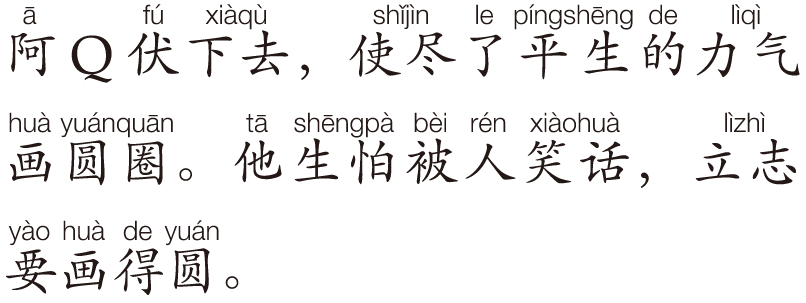 ā fú xiàqù shǐjìn le píngshēng de lìqì
阿Q伏下去，使尽了平生的力气
huà yuánquān tā shēngpà bèi rén xiàohuà lìzhì
画圆圈。他生怕被人笑话，立志
yào huà de yuán
要画得圆。